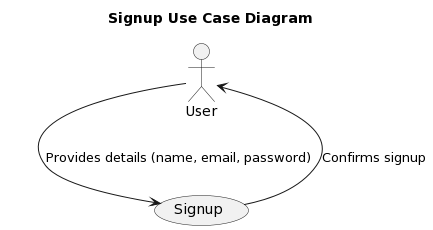 Signup Use Case Diagram
User
Provides details (name, email, password)
Confirms signup
Signup